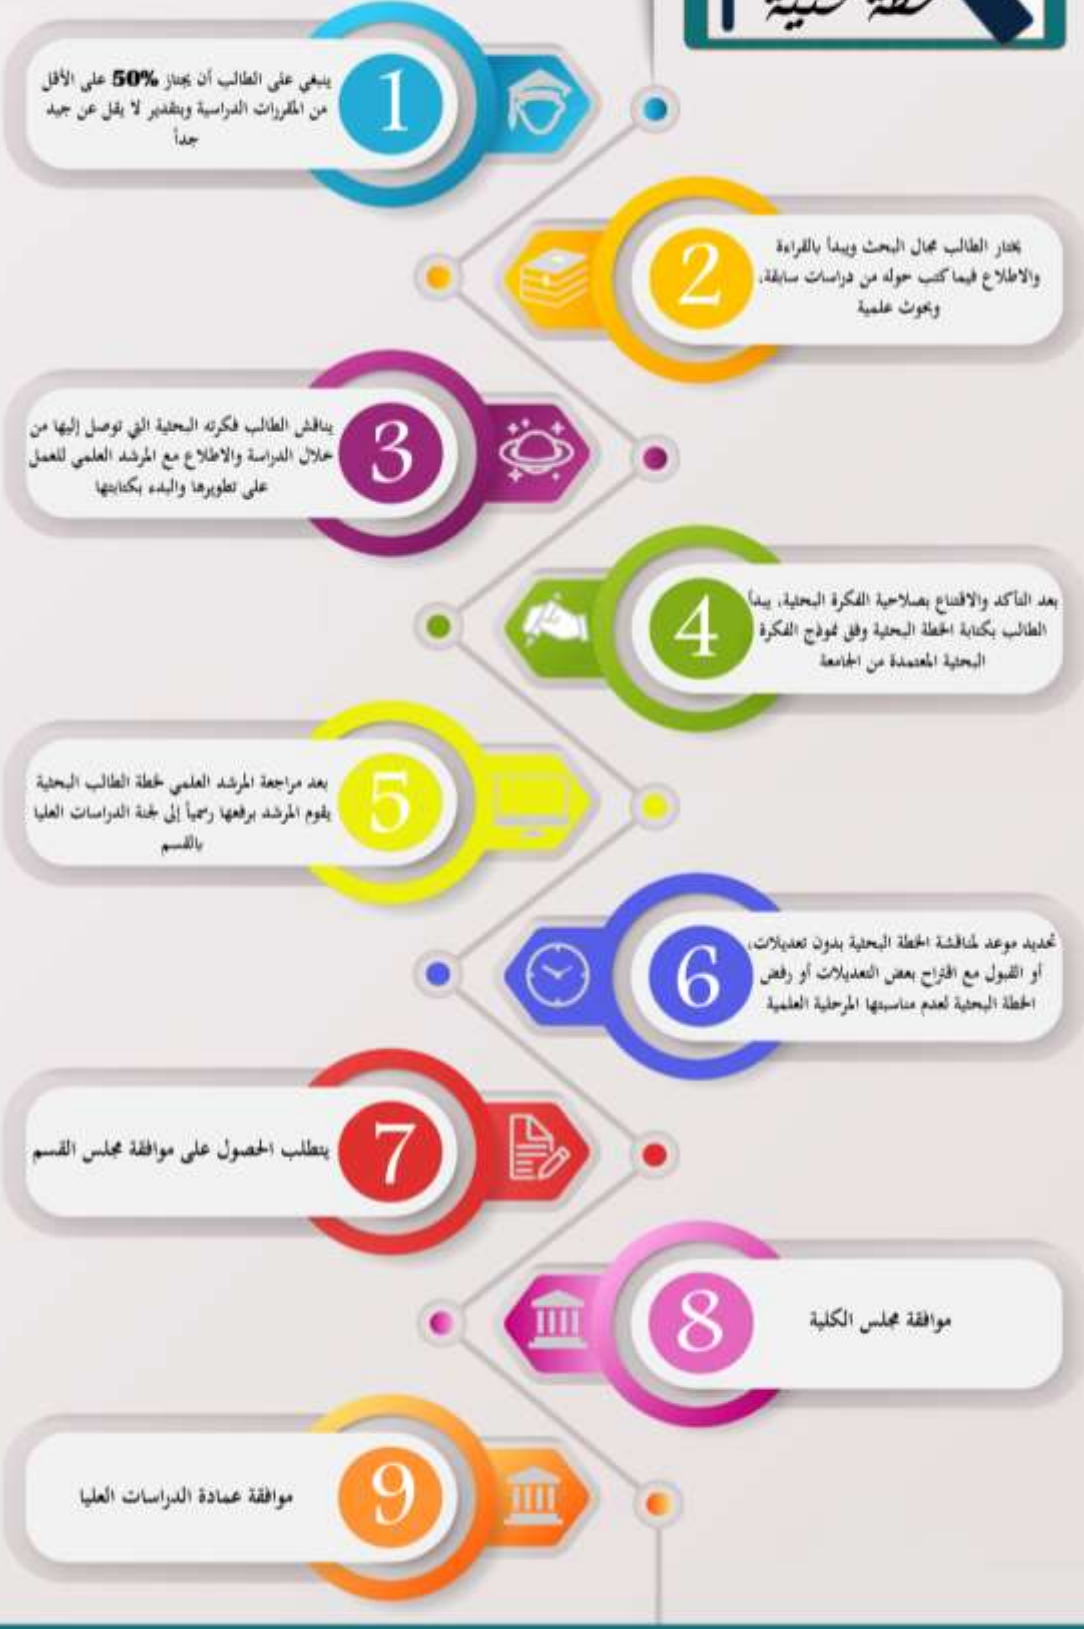 خطة بحثية
1
ينبغي على الطالب أن يجتاز 50% على الأقل
من المقررات الدراسية وبتقدير لا يقل عن جيد
جداً
2
يختار الطالب مجال البحث ويبدأ بالقراءة
والاطلاع فيما كتب حوله من دراسات سابقة،
وبحوث علمية
3
يناقش الطالب فكرته البحثية التي توصل إليها من
خلال الدراسة والاطلاع مع المرشد العلمي للعمل
على تطويرها والبدء بكتابتها
4
بعد التأكد والاقتناع بصلاحية الفكرة البحثية، يبدأ
الطالب بكتابة الخطة البحثية وفق نموذج الفكرة
البحثية المعتمدة من الجامعة
5
بعد مراجعة المرشد العلمي لخطة الطالب البحثية
يقوم المرشد برفعها رسمياً إلى لجنة الدراسات العليا
بالقسم
6
تحديد موعد لمناقشة الخطة البحثية بدون تعديلات،
أو القبول مع اقتراح بعض التعديلات أو رفض
الخطة البحثية لعدم مناسبتها المرحلية العلمية
7
يتطلب الحصول على موافقة مجلس القسم
8
موافقة مجلس الكلية
9
موافقة عمادة الدراسات العليا